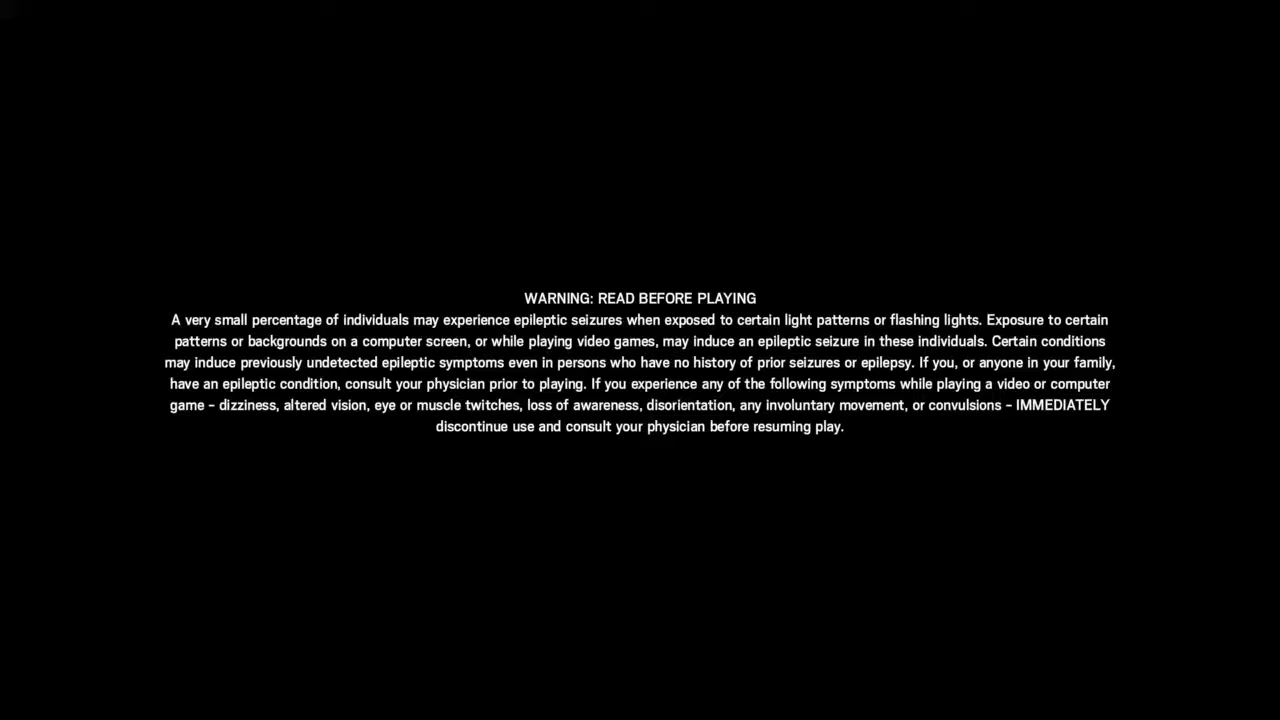 WARNING: READ BEFORE PLAYING
A very small percentage of individuals may experience epileptic seizures when exposed to certain light patterns or flashing lights. Exposure to certain
patterns or backgrounds on a computer screen, or while playing video games, may induce an epileptic seizure in these individuals. Certain conditions
may induce previously undetected epileptic symptoms even in persons who have no history of prior seizures or epilepsy. If you, or anyone in your family,
have an epileptic condition, consult your physician prior to playing. If you experience any of the following symptoms while playing a video or computer
game – dizziness, altered vision, eye or muscle twitches, loss of awareness, disorientation, any involuntary movement, or convulsions – IMMEDIATELY
discontinue use and consult your physician before resuming play.